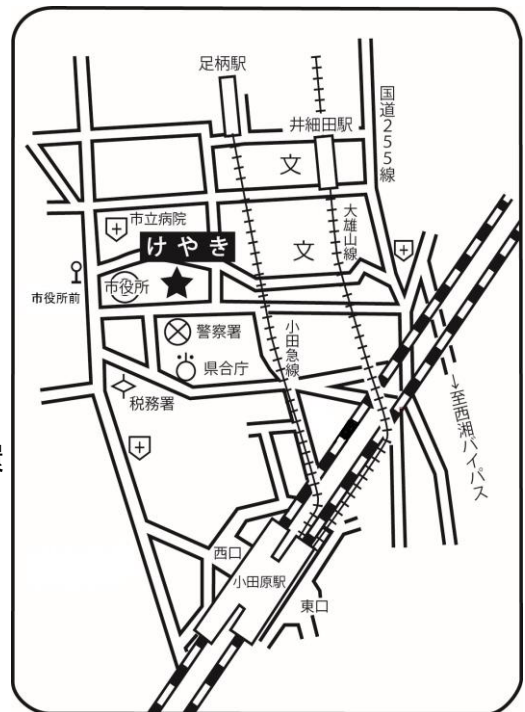 足柄駅
井細田駅
国道255線
文
市立病院
けやき
文
大雄山線
市役所
市役所前
警察署
小田急線
県合庁
税務署
→至西湘バイパス
西口
小田原駅
東口